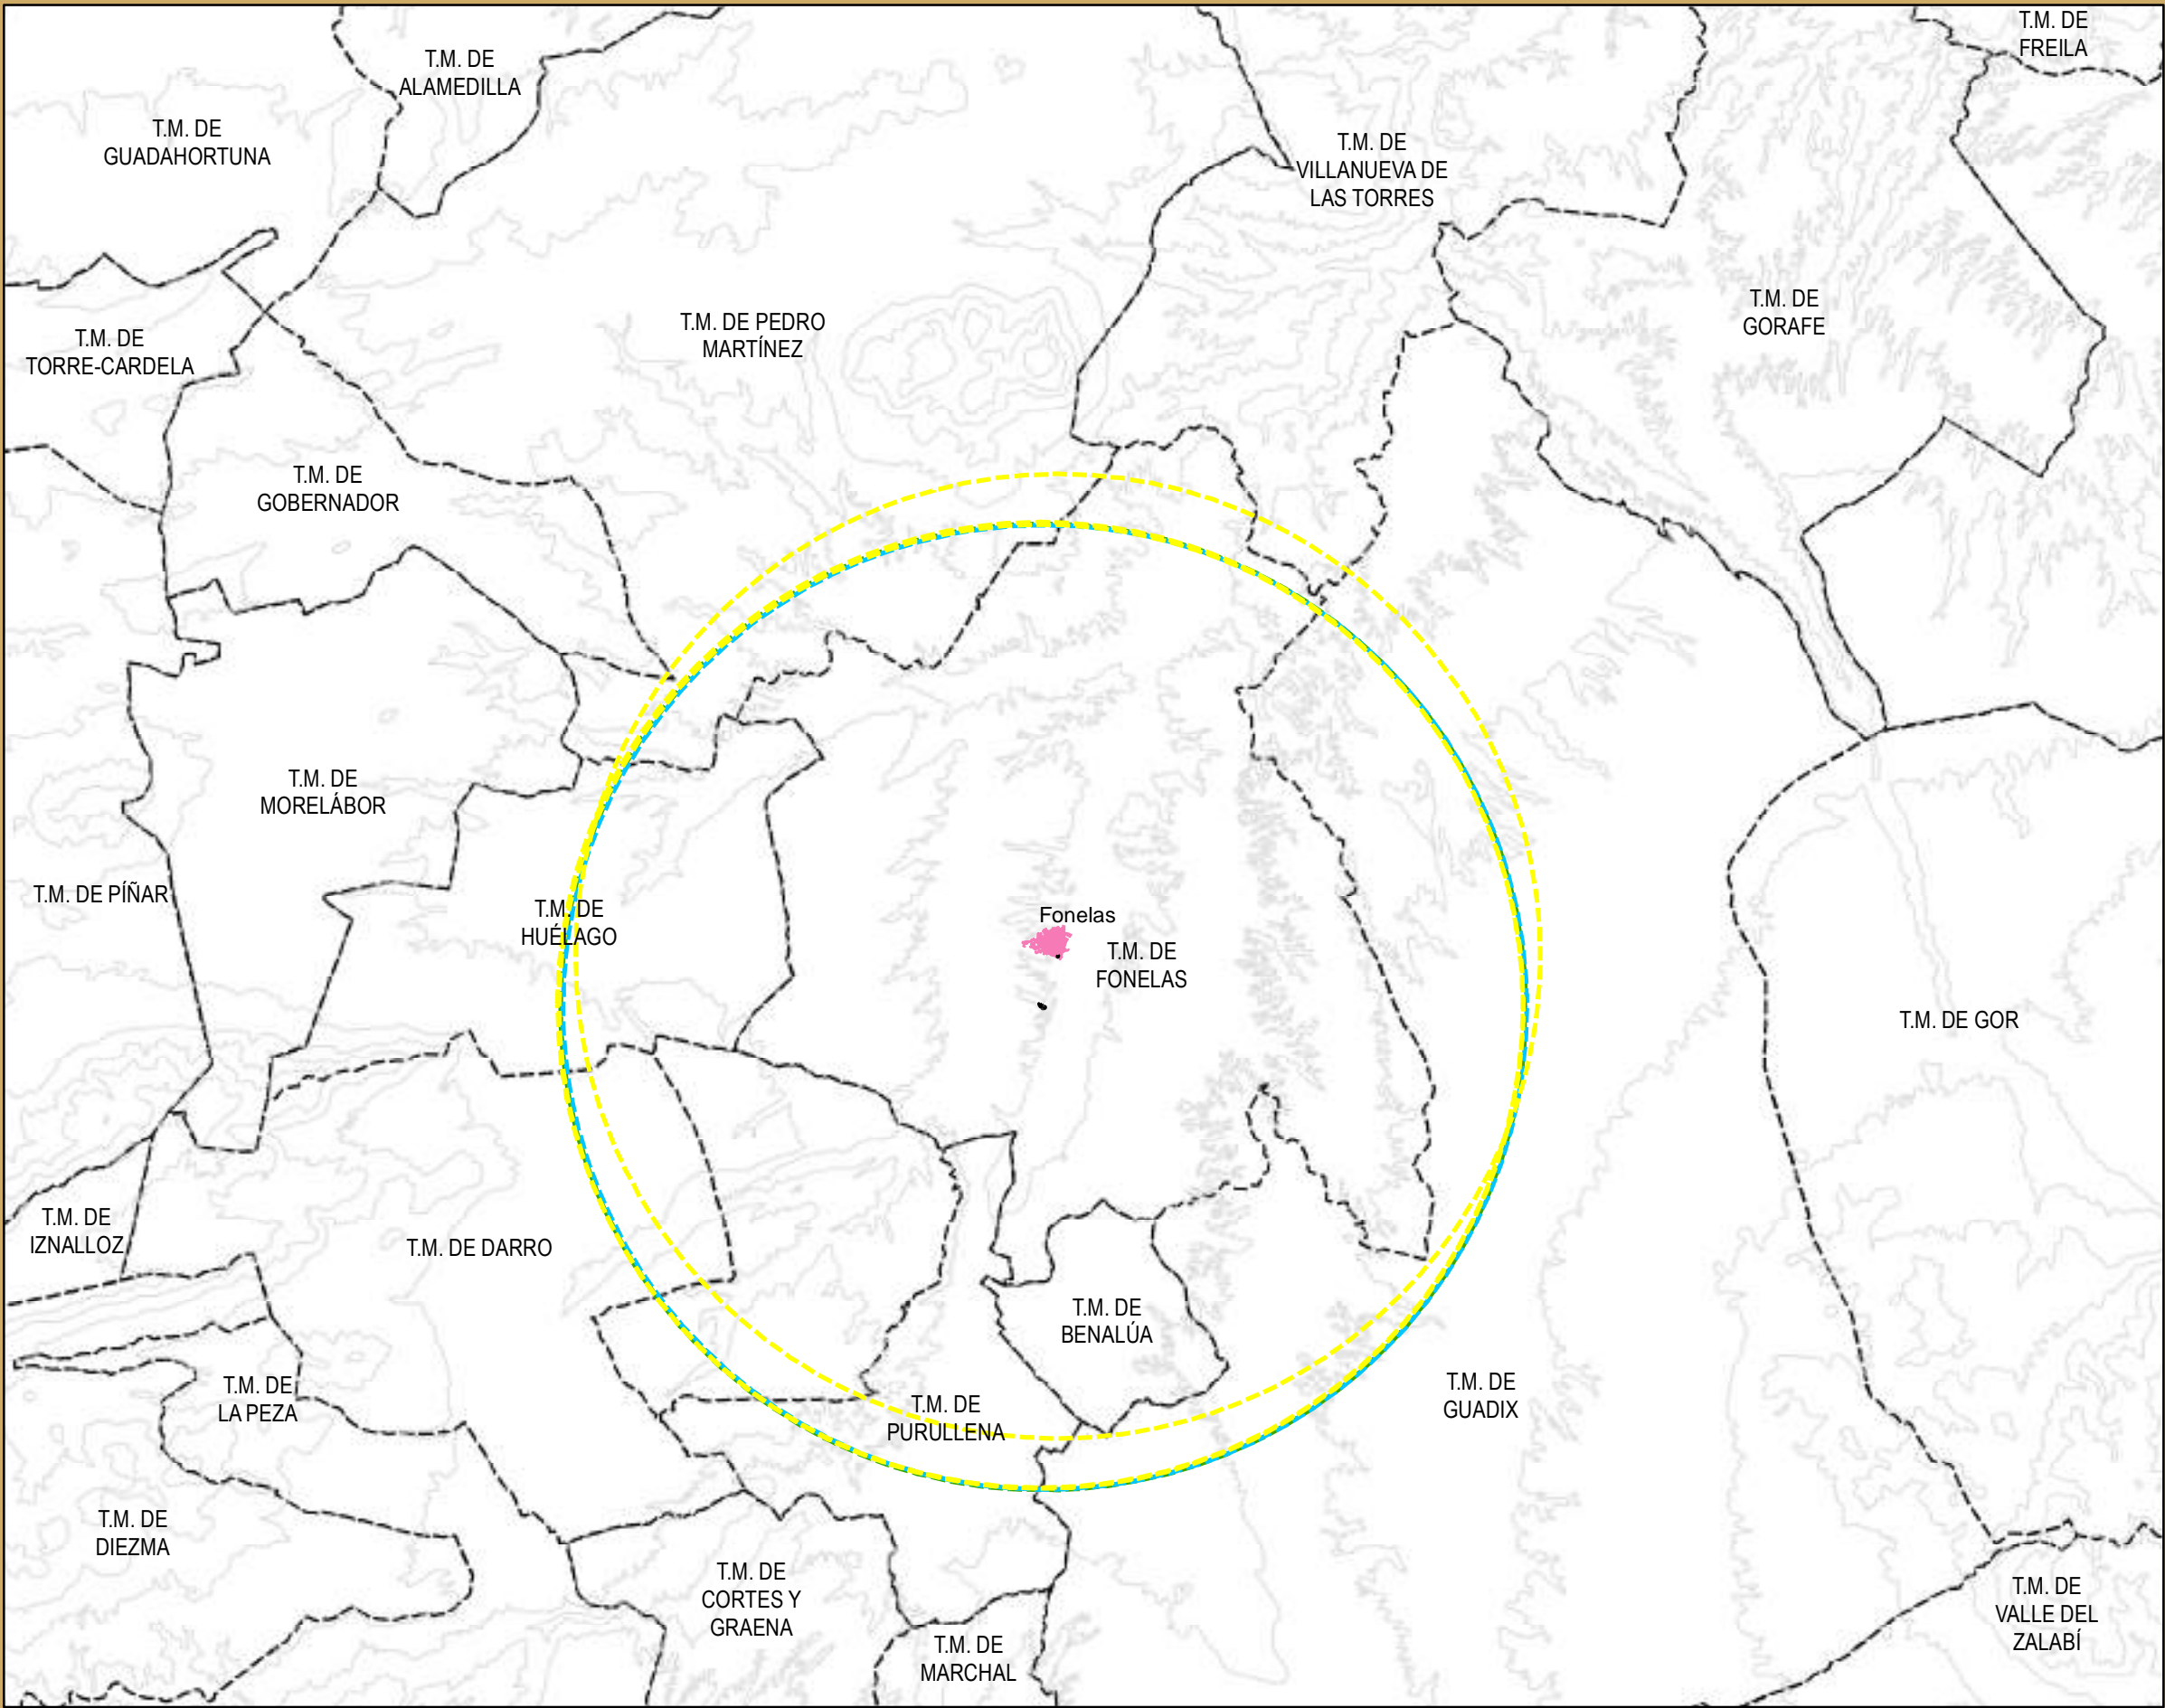 T.M. DE
FREILA
T.M. DE
ALAMEDILLA
T.M. DE
GUADAHORTUNA
T.M. DE
VILLANUEVA DE
LAS TORRES
T.M. DE
GORAFE
T.M. DE PEDRO
MARTÍNEZ
T.M. DE
TORRE-CARDELA
T.M. DE
GOBERNADOR
T.M. DE
MORELÁBOR
T.M. DE PÍÑAR
T.M. DE
HUÉLAGO
Fonelas
T.M. DE
FONELAS
T.M. DE GOR
T.M. DE
IZNALLOZ
T.M. DE DARRO
T.M. DE
BENALÚA
T.M. DE
LA PEZA
T.M. DE
PURULLENA
T.M. DE
GUADIX
T.M. DE
DIEZMA
T.M. DE
CORTES Y
GRAENA
T.M. DE
MARCHAL
T.M. DE
VALLE DEL
ZALABÍ